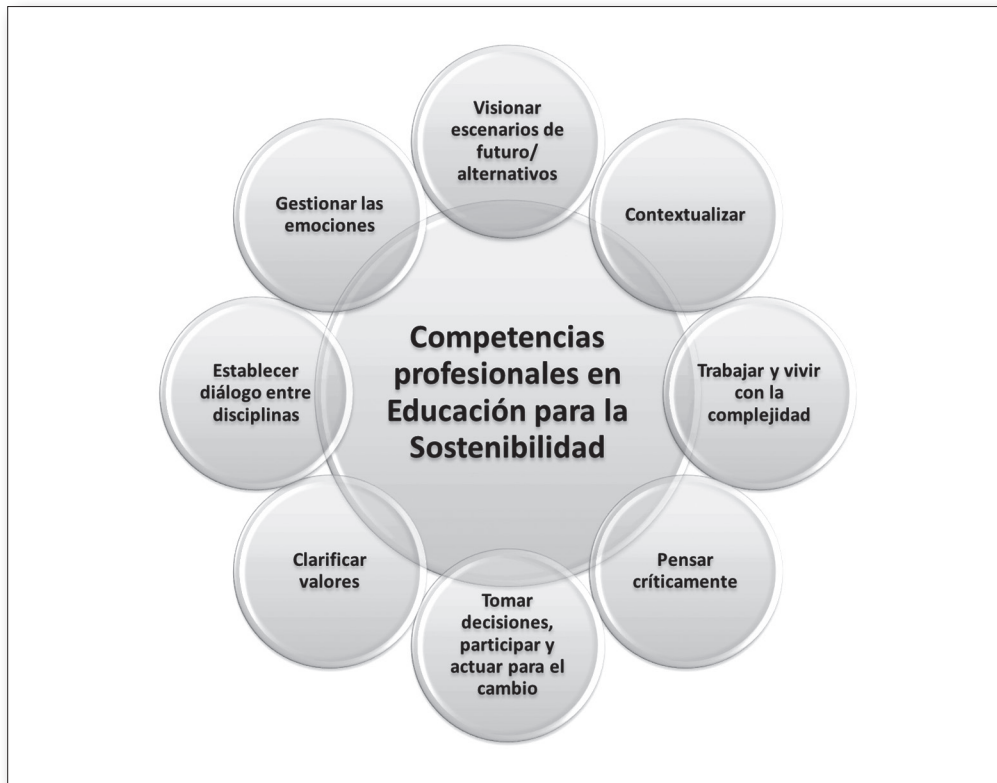 Visionar
escenarios de
futuro/
alternativos
Contextualizar
Trabajar y vivir
con la
complejidad
Pensar
críticamente
Tomar
decisiones,
participar y
actuar para el
cambio
Clarificar
valores
Establecer
diálogo entre
disciplinas
Gestionar las
emociones
Competencias
profesionales en
Educación para la
Sostenibilidad